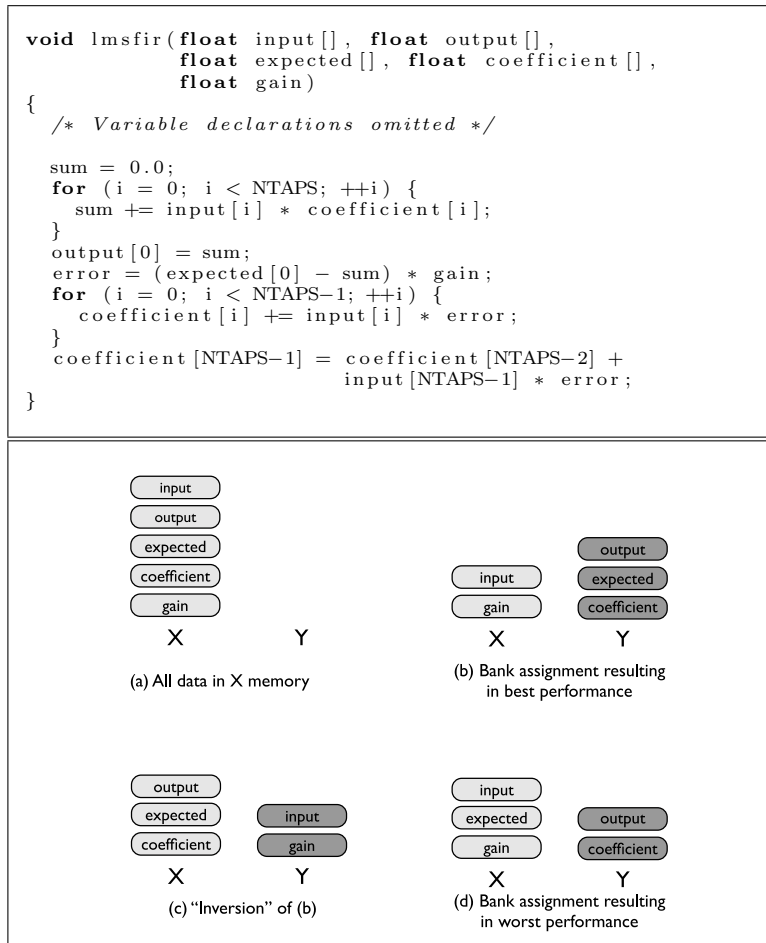 void lmsfir(float input[], float output[],
            float expected[], float coefficient[],
            float gain)
{
  /* Variable declarations omitted */
  sum = 0.0;
  for (i = 0; i < NTAPS; ++i) {
    sum += input[i] * coefficient[i];
  }
  output[0] = sum;
  error = (expected[0] - sum) * gain;
  for (i = 0; i < NTAPS-1; ++i) {
    coefficient[i] += input[i] * error;
  }
  coefficient[NTAPS-1] = coefficient[NTAPS-2] +
                         input[NTAPS-1] * error;
}
input
output
expected
coefficient
gain
X Y
(a) All data in X memory
input
gain
X
output
expected
coefficient
Y
(b) Bank assignment resulting
in best performance
output
expected
coefficient
X
input
gain
Y
(c) “Inversion” of (b)
input
expected
gain
X
output
coefficient
Y
(d) Bank assignment resulting
in worst performance